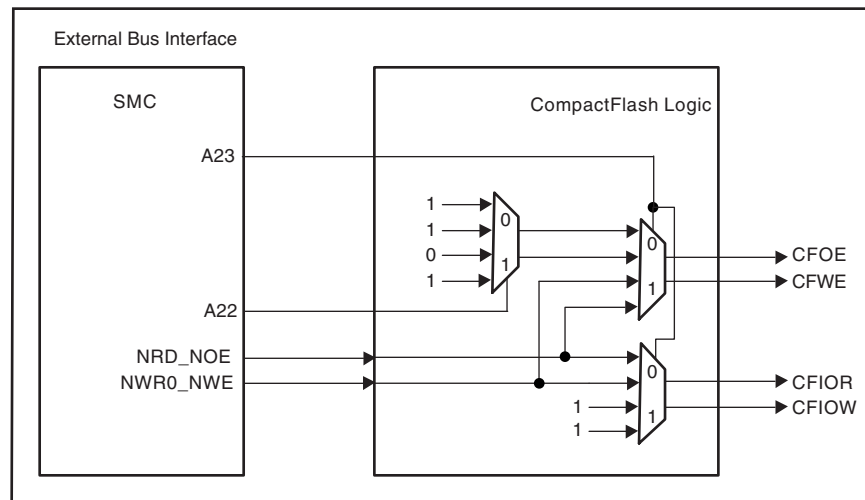 External Bus Interface
SMC
CompactFlash Logic
A23
1
1
0
1
0
1
0
1
CFOE
CFWE
A22
NRD_NOE
NWR0_NWE
0
1
1
1
CFIOR
CFIOW